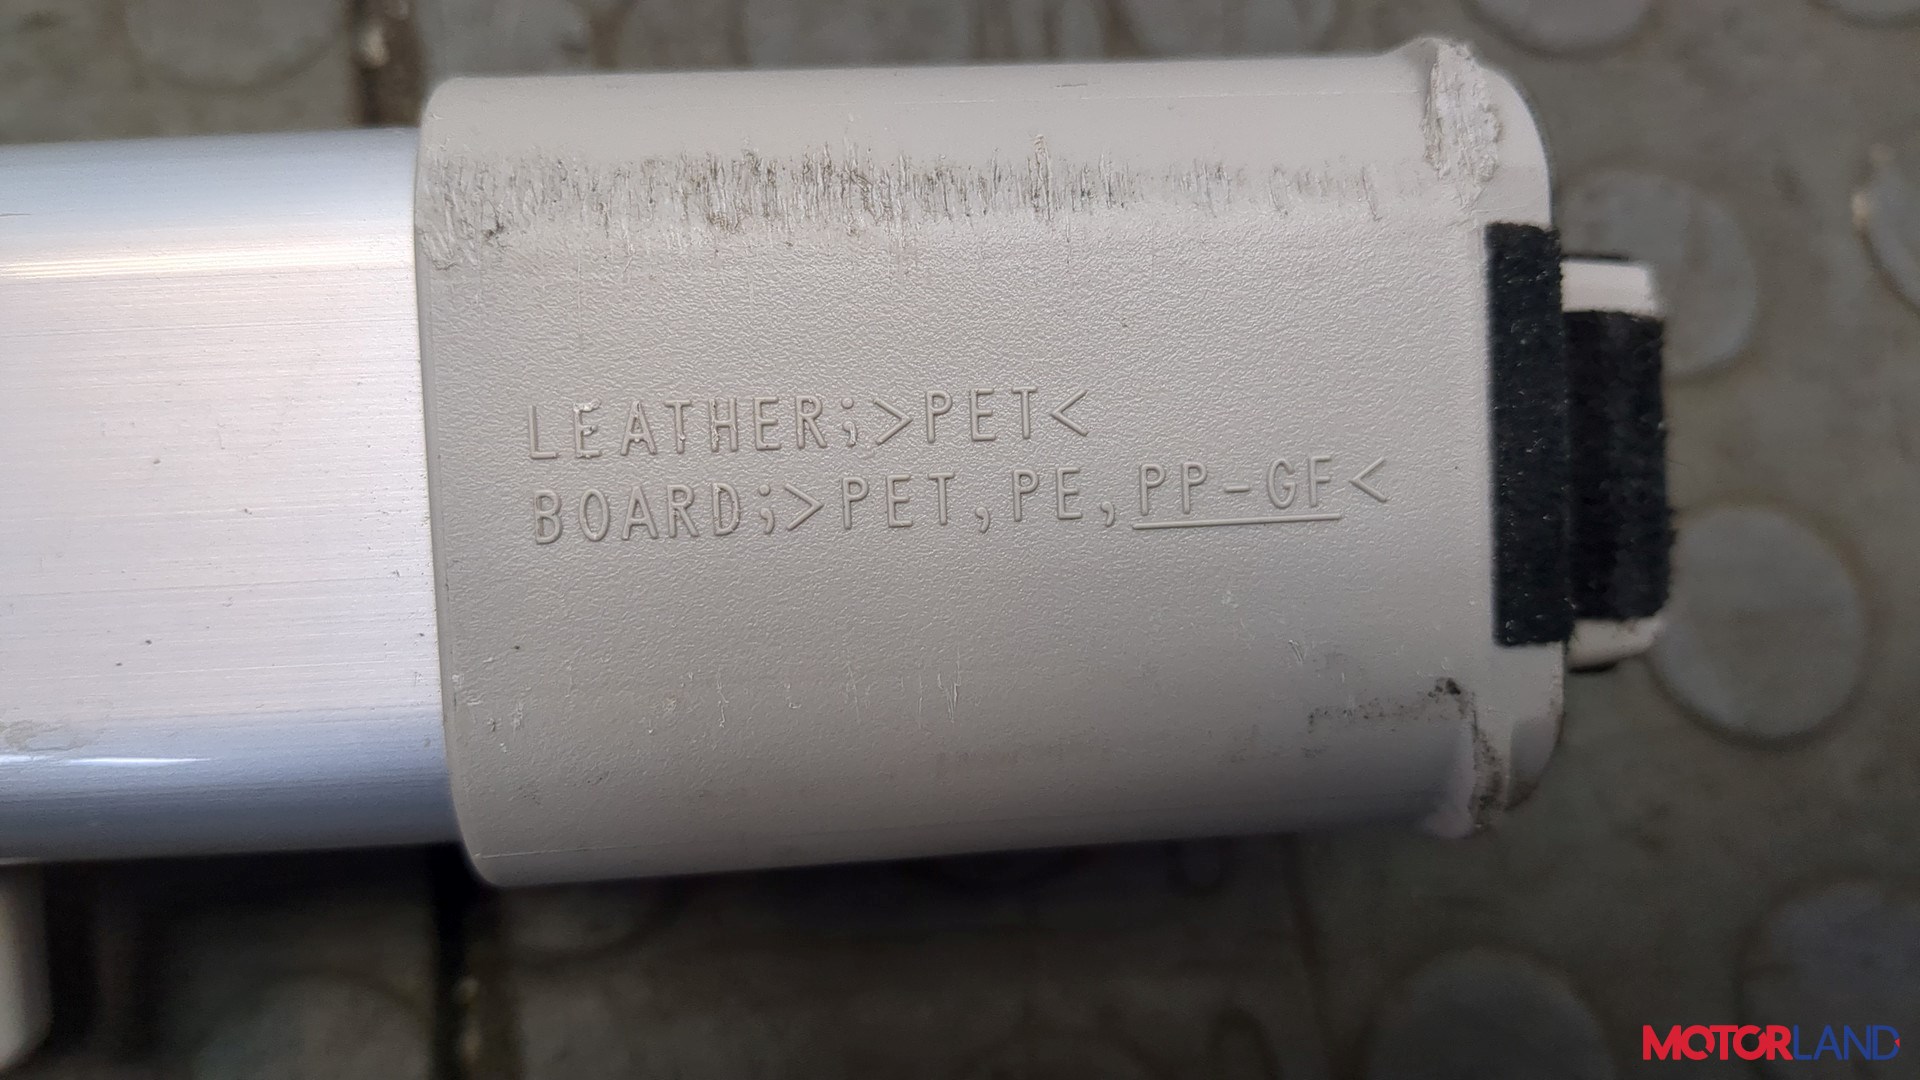 LEATHER;>PET<
BOARD;>PET,PE,PP-GF<
MOTORLAND